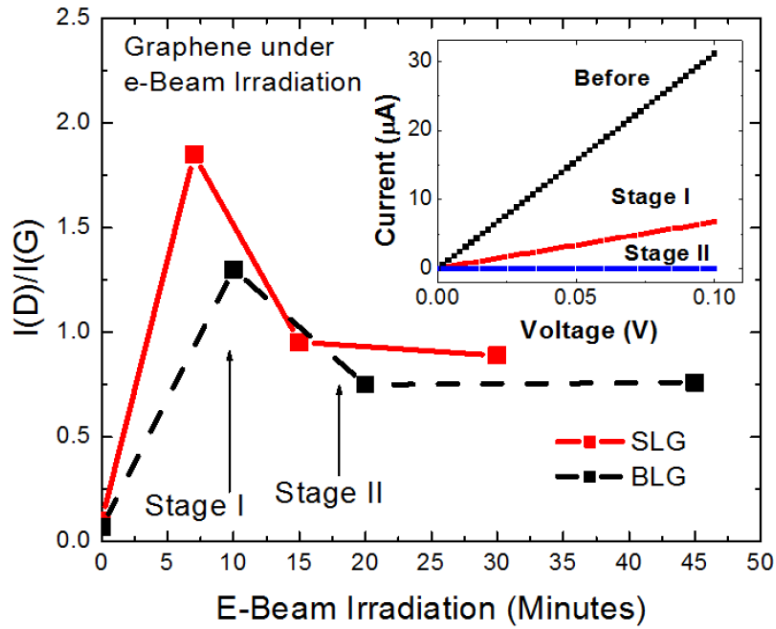 Graphene under
e-Beam Irradiation
2.5
2.0
1.5
1.0
0.5
0.0
I(D)/I(G)
0 5 10 15 20 25 30 35 40 45 50
E-Beam Irradiation (Minutes)
Stage I
Stage II
SLG
BLG
30
20
10
0
Current (μA)
Before
Stage I
Stage II
0.00 0.05 0.10
Voltage (V)